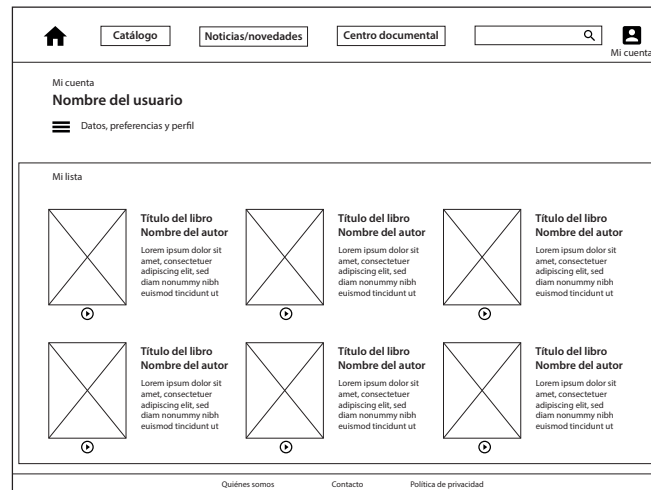 Catálogo
Noticias/novedades
Centro documental
Mi cuenta
Mi cuenta
Nombre del usuario
Datos, preferencias y perfil
Mi lista
Título del libro
Nombre del autor
Lorem ipsum dolor sit
amet, consectetuer
adipiscing elit, sed
diam nonummy nibh
euismod tincidunt ut
Título del libro
Nombre del autor
Lorem ipsum dolor sit
amet, consectetuer
adipiscing elit, sed
diam nonummy nibh
euismod tincidunt ut
Título del libro
Nombre del autor
Lorem ipsum dolor sit
amet, consectetuer
adipiscing elit, sed
diam nonummy nibh
euismod tincidunt ut
Título del libro
Nombre del autor
Lorem ipsum dolor sit
amet, consectetuer
adipiscing elit, sed
diam nonummy nibh
euismod tincidunt ut
Título del libro
Nombre del autor
Lorem ipsum dolor sit
amet, consectetuer
adipiscing elit, sed
diam nonummy nibh
euismod tincidunt ut
Título del libro
Nombre del autor
Lorem ipsum dolor sit
amet, consectetuer
adipiscing elit, sed
diam nonummy nibh
euismod tincidunt ut
Quiénes somos
Contacto
Política de privacidad